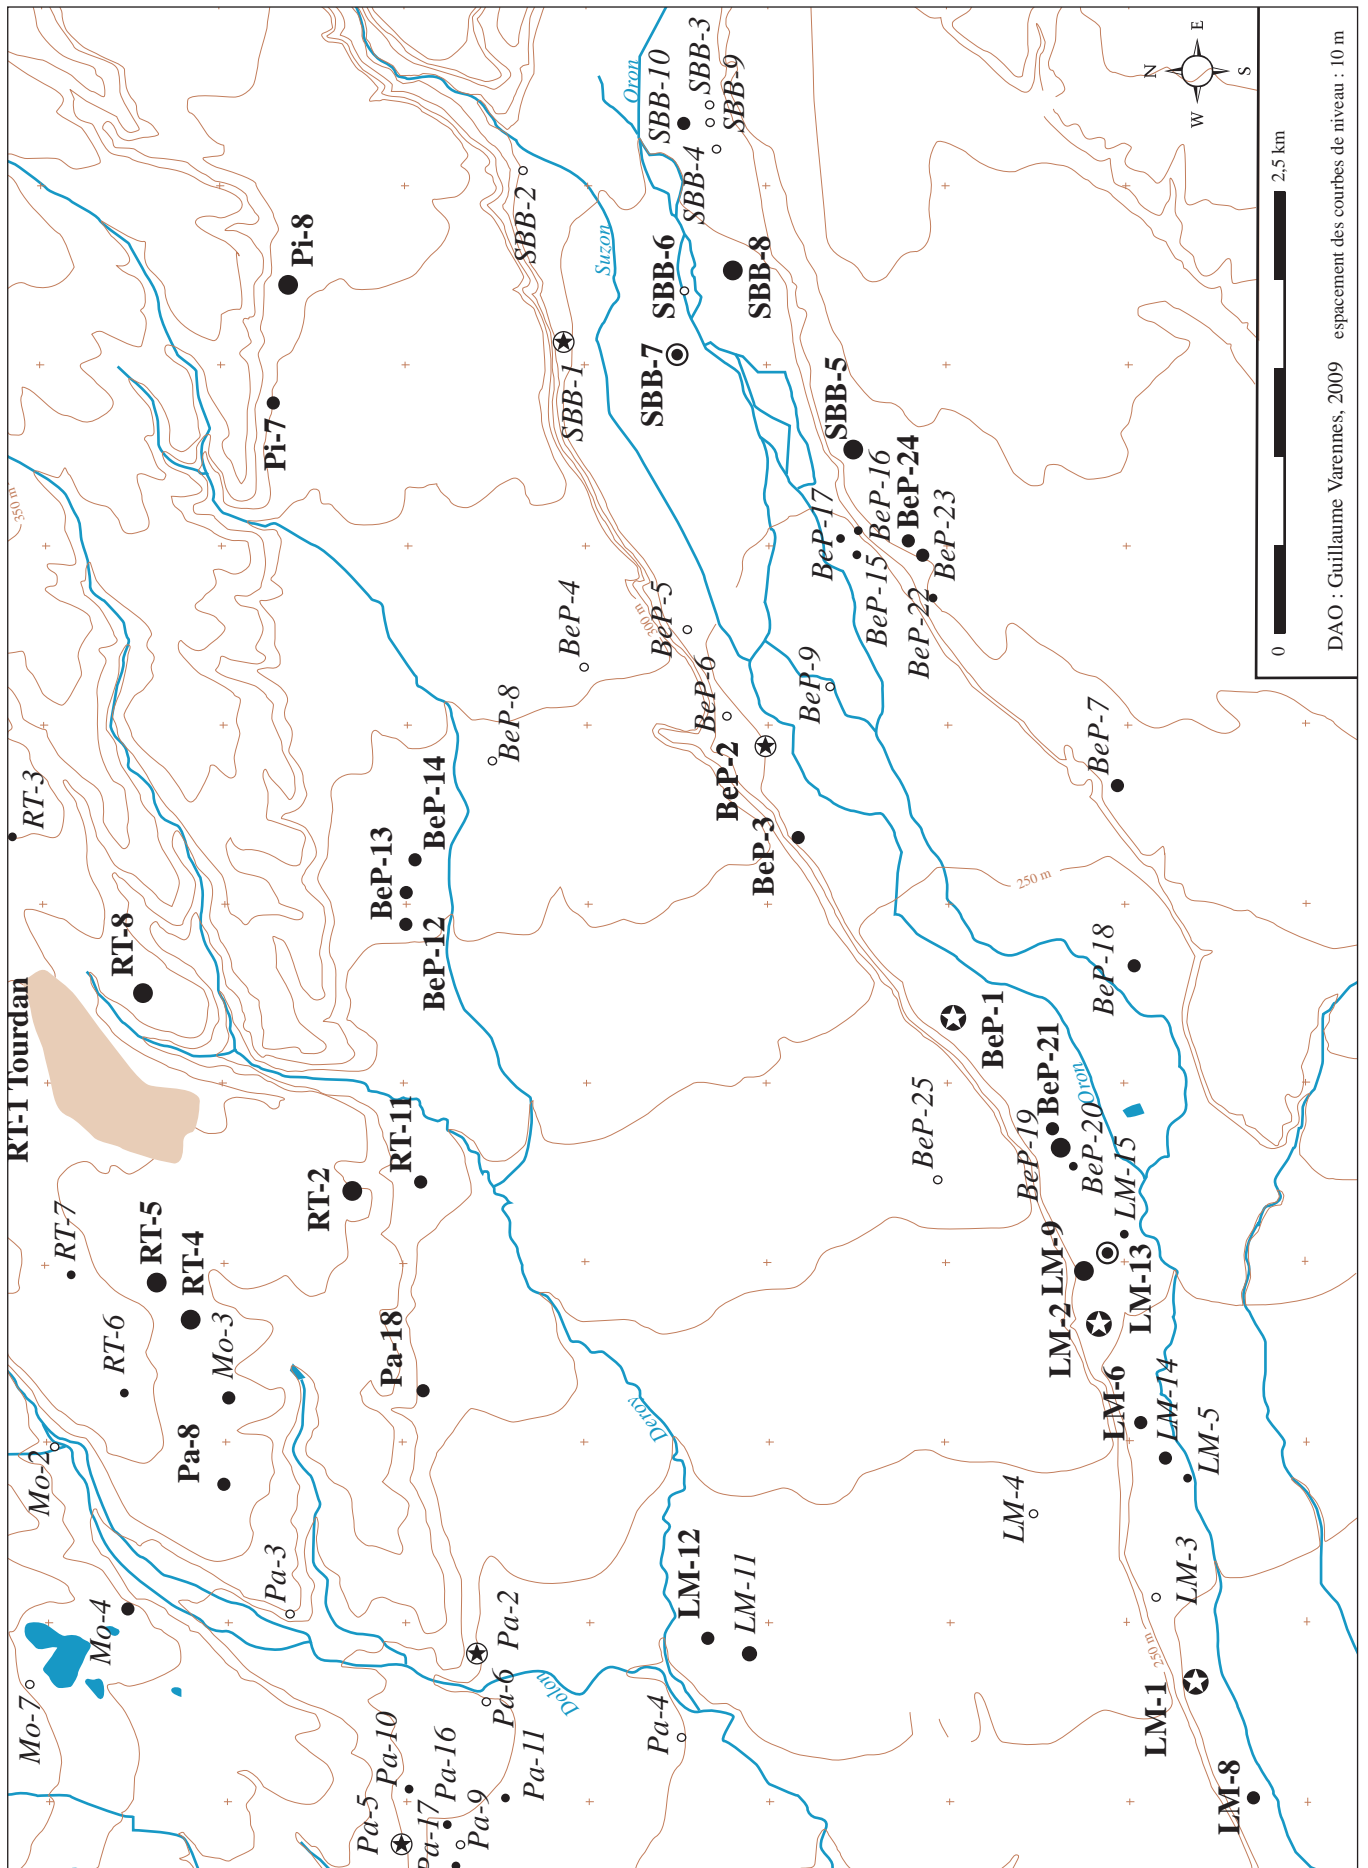 RT-1 Tourdan
RT-3
350 m
RT-8
RT-7
RT-5
RT-4
RT-6
Mo-3
Mo-2
Pa-8
Mo-4
Mo-7
Pa-3
RT-2
RT-11
Pa-18
Pi-7
Pi-8
BeP-13
BeP-14
BeP-12
BeP-8
BeP-4
BeP-5
300 m
BeP-6
BeP-2
BeP-3
BeP-9
SBB-2
SBB-1
Suzon
Oron
SBB-10
SBB-3
SBB-9
SBB-4
SBB-6
SBB-7
SBB-8
SBB-5
BeP-17
BeP-16
BeP-24
BeP-15
BeP-23
BeP-22
BeP-7
250 m
BeP-18
BeP-1
BeP-25
BeP-21
BeP-19
Oron
BeP-20
LM-15
LM-9
LM-13
LM-2
LM-6
LM-14
LM-5
LM-4
LM-3
250 m
LM-1
LM-8
Deroy
LM-12
LM-11
Pa-2
Pa-6
Dolon
Pa-4
Pa-11
Pa-10
Pa-16
Pa-5
Pa-17
Pa-9
N
E
S
W
0
2,5 km
DAO : Guillaume Varennes, 2009 espacement des courbes de niveau : 10 m